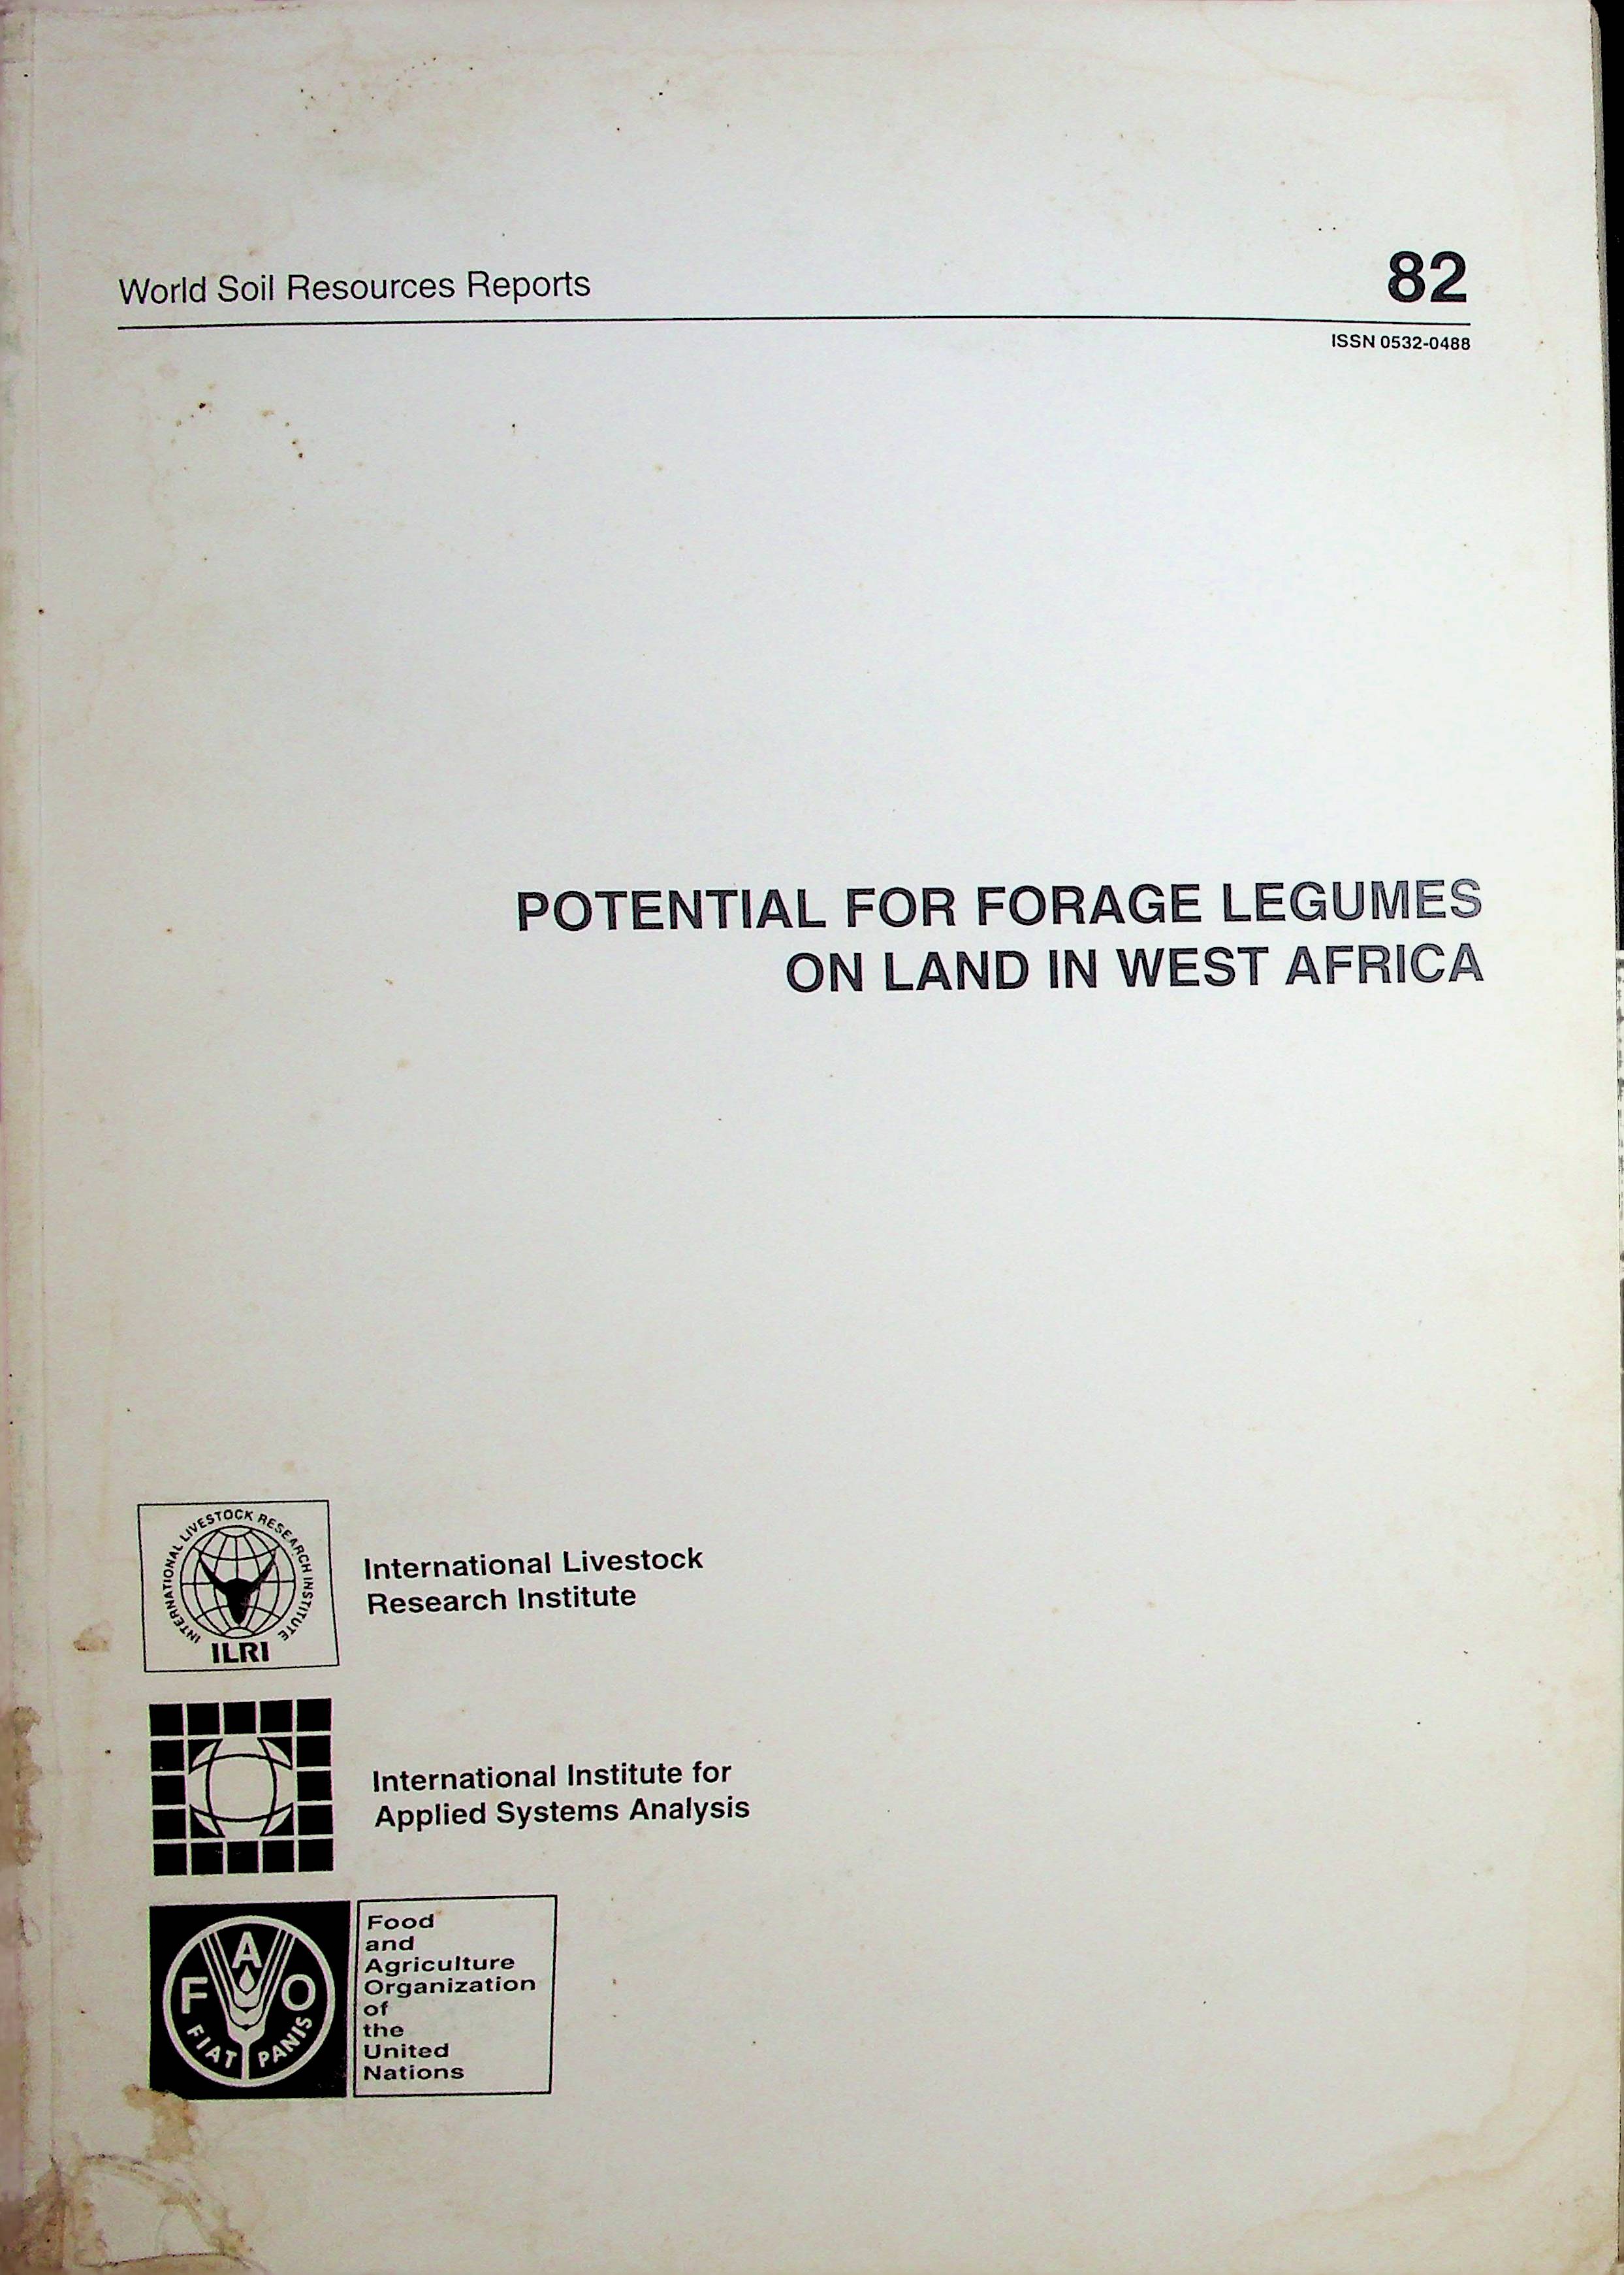 World Soil Resources Reports
82
ISSN 0532-0488
POTENTIAL FOR FORAGE LEGUMES
ON LAND IN WEST AFRICA
INTERNATIONAL LIVESTOCK RESEARCH INSTITUTE
ILRI
International Livestock
Research Institute
International Institute for
Applied Systems Analysis
F A O
FIAT PANIS
Food
and
Agriculture
Organization
of
the
United
Nations